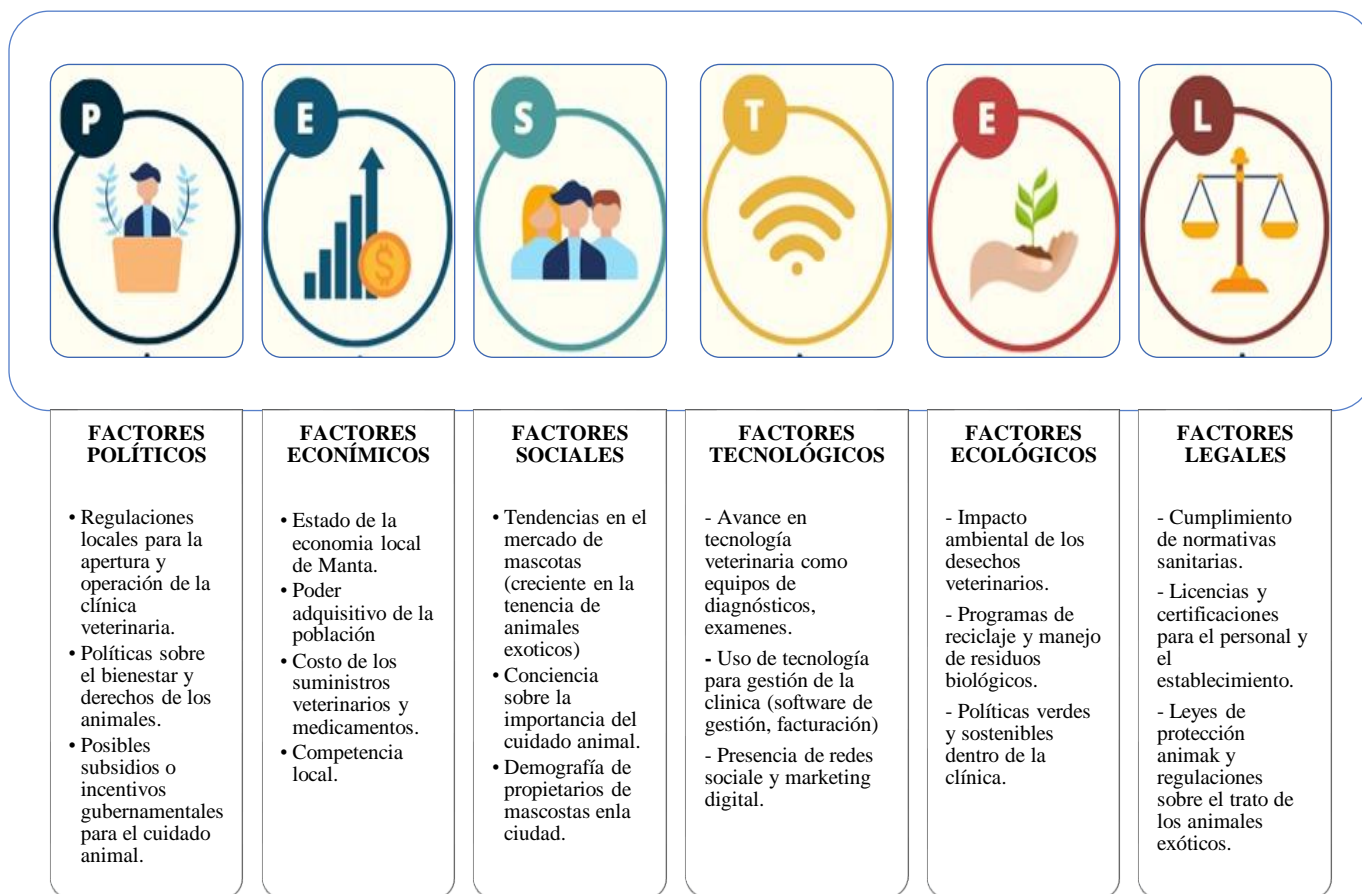 P
E
S
T
E
L
FACTORES
POLÍTICOS
• Regulaciones
locales para la
apertura y
operación de la
clínica
veterinaria.
• Políticas sobre
el bienestar y
derechos de los
animales.
• Posibles
subsidios o
incentivos
gubernamentales
para el cuidado
animal.
FACTORES
ECONÍMICOS
• Estado de la
economia local
de Manta.
• Poder
adquisitivo de la
población
• Costo de los
suministros
veterinarios y
medicamentos.
• Competencia
local.
FACTORES
SOCIALES
• Tendencias en el
mercado de
mascotas
(creciente en la
tenencia de
animales
exoticos)
• Conciencia
sobre la
importancia del
cuidado animal.
• Demografía de
propietarios de
mascostas enla
ciudad.
FACTORES
TECNOLÓGICOS
- Avance en
tecnología
veterinaria como
equipos de
diagnósticos,
examenes.
- Uso de tecnología
para gestión de la
clinica (software de
gestión, facturación)
- Presencia de redes
sociale y marketing
digital.
FACTORES
ECOLÓGICOS
- Impacto
ambiental de los
desechos
veterinarios.
- Programas de
reciclaje y manejo
de residuos
biológicos.
- Políticas verdes
y sostenibles
dentro de la
clínica.
FACTORES
LEGALES
- Cumplimiento
de normativas
sanitarias.
- Licencias y
certificaciones
para el personal y
el
establecimiento.
- Leyes de
protección
animak y
regulaciones
sobre el trato de
los animales
exóticos.